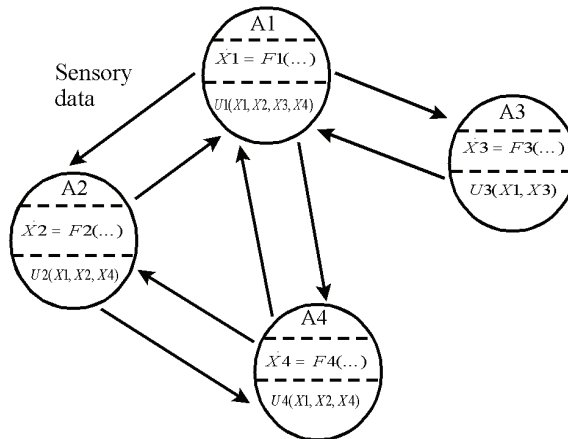 A1
Ẋ1 = F1(...)
U1(X1, X2, X3, X4)
Sensory
data
A3
Ẋ3 = F3(...)
U3(X1, X3)
A2
Ẋ2 = F2(...)
U2(X1, X2, X4)
A4
Ẋ4 = F4(...)
U4(X1, X2, X4)